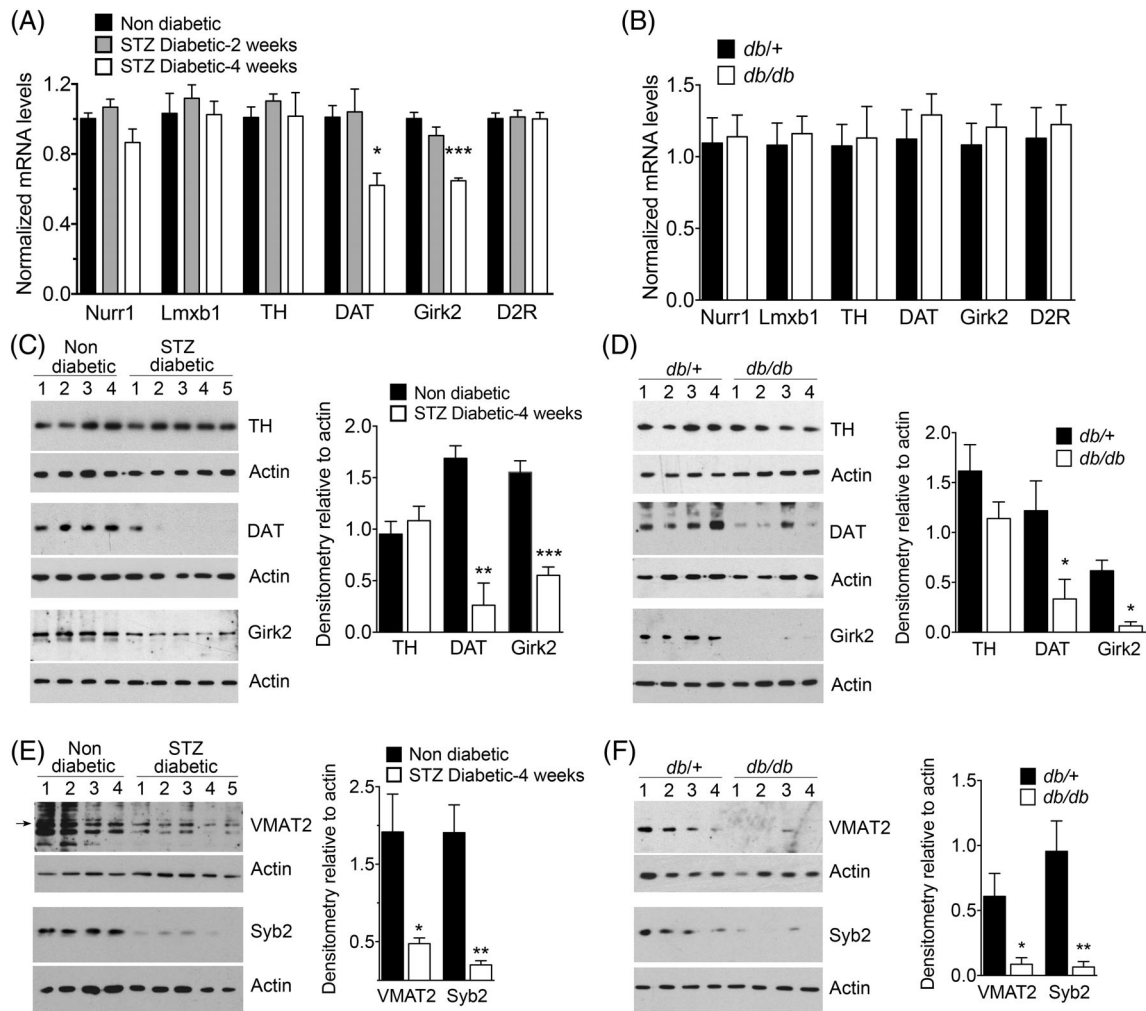 (A)
Non diabetic
STZ Diabetic-2 weeks
STZ Diabetic-4 weeks
Normalized mRNA levels
1.2
0.8
0.4
0.0
* ***
Nurr1 Lmxb1 TH DAT Girk2 D2R
(B)
db/+
db/db
Normalized mRNA levels
1.5
1.0
0.5
0.0
Nurr1 Lmxb1 TH DAT Girk2 D2R
(C)
Non diabetic STZ diabetic
1 2 3 4 1 2 3 4 5
TH
Actin
DAT
Actin
Girk2
Actin
Non diabetic
STZ Diabetic-4 weeks
Densitometry relative to actin
2.0
1.5
1.0
0.5
0.0
** ***
TH DAT Girk2
(D)
db/+ db/db
1 2 3 4 1 2 3 4
TH
Actin
DAT
Actin
Girk2
Actin
db/+
db/db
Densitometry relative to actin
2.0
1.5
1.0
0.5
0.0
* *
TH DAT Girk2
(E)
Non diabetic STZ diabetic
1 2 3 4 1 2 3 4 5
VMAT2
Actin
Syb2
Actin
Non diabetic
STZ Diabetic-4 weeks
Densitometry relative to actin
2.5
2.0
1.5
0.5
* **
VMAT2 Syb2
(F)
db/+ db/db
1 2 3 4 1 2 3 4
VMAT2
Actin
Syb2
Actin
db/+
db/db
Densitometry relative to actin
1.5
1.0
0.5
0.0
* **
VMAT2 Syb2